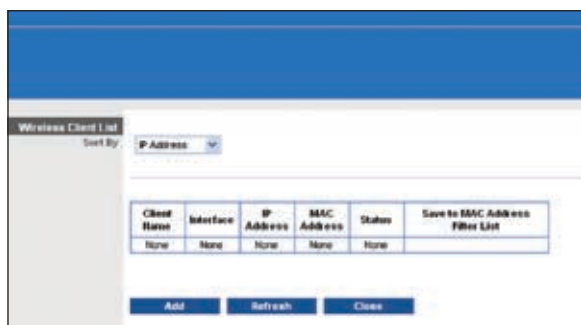 Wireless Client List
Sort By
IP Address
Client Name
Interface
IP Address
MAC Address
Status
Save to MAC Address Filter List
None
None
None
None
None
Add
Refresh
Close